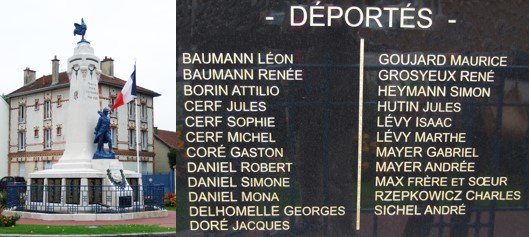 - DÉPORTÉS -
BAUMANN LÉON
BAUMANN RENÉE
BORIN ATTILIO
CERF JULES
CERF SOPHIE
CERF MICHEL
CORÉ GASTON
DANIEL ROBERT
DANIEL SIMONE
DANIEL MONA
DELHOMELLE GEORGES
DORÉ JACQUES
GOUJARD MAURICE
GROSYEUX RENÉ
HEYMANN SIMON
HUTIN JULES
LÉVY ISAAC
LÉVY MARTHE
MAYER GABRIEL
MAYER ANDRÉE
MAX FRÈRE ET SŒUR
RZEPKOWICZ CHARLES
SICHEL ANDRÉ